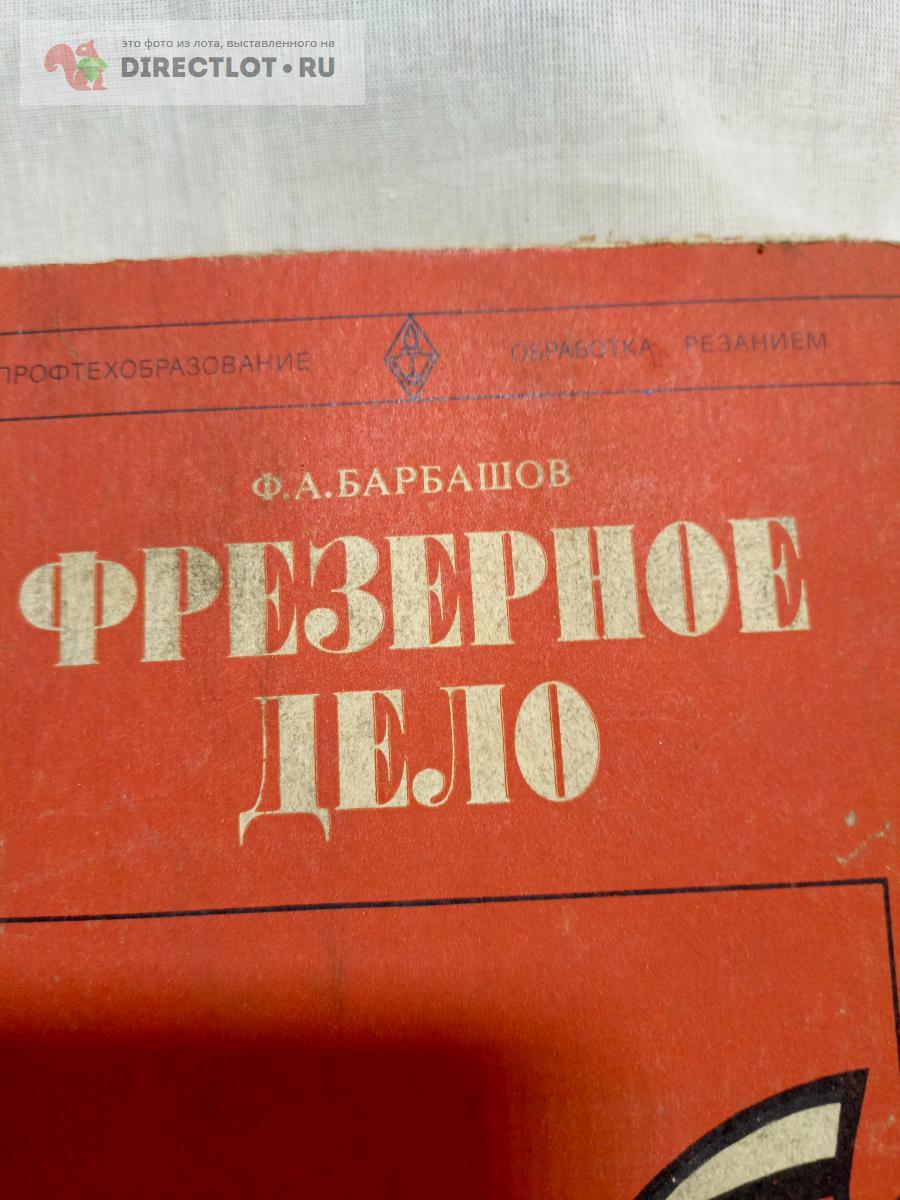 это фото из лота, выставленного на
DIRECTLOT•RU
ПРОФТЕХОБРАЗОВАНИЕ ОБРАБОТКА РЕЗАНИЕМ
Ф.А.БАРБАШОВ
ФРЕЗЕРНОЕ
ДЕЛО